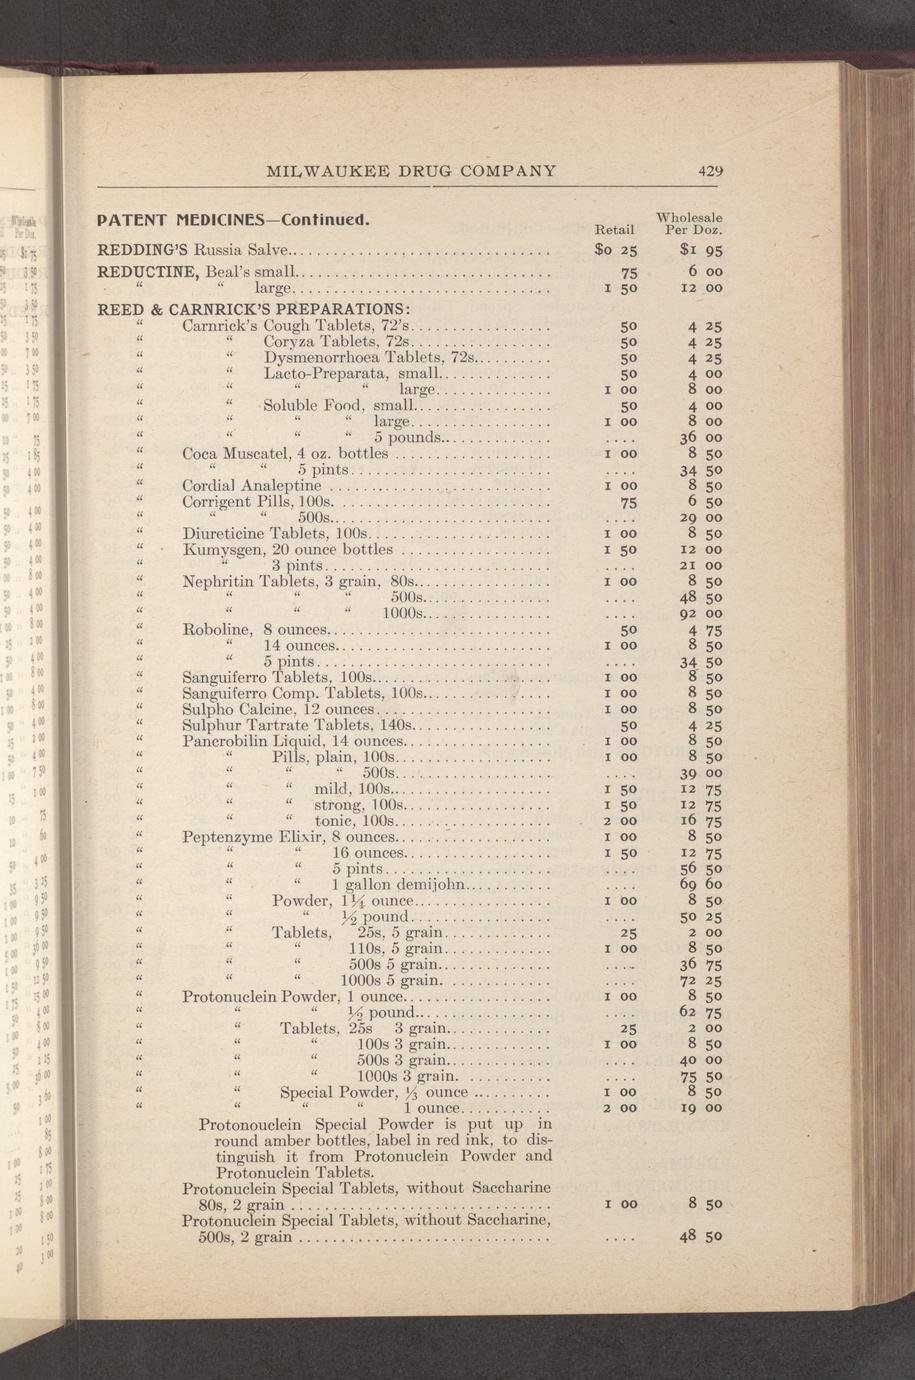 MILWAUKEE DRUG COMPANY 429
PATENT MEDICINES—Continued.
Retail Wholesale Per Doz.
REDDING'S Russia Salve.............................. $0 25 $1 95
REDUCTINE, Beal's small............................. 75 6 00
“ “ large............................. 1 50 12 00
REED & CARNRICK'S PREPARATIONS:
“ Carnrick's Cough Tablets, 72's................ 50 4 25
“ “ Coryza Tablets, 72s................ 50 4 25
“ “ Dysmenorrhoea Tablets, 72s.......... 50 4 25
“ “ Lacto-Preparata, small............. 50 4 00
“ “ “ “ large............. 1 00 8 00
“ “ Soluble Food, small................ 50 4 00
“ “ “ “ large................ 1 00 8 00
“ “ “ “ 5 pounds............. .... 36 00
“ Coca Muscatel, 4 oz. bottles .................. 1 00 8 50
“ “ “ 5 pints....................... .... 34 50
“ Cordial Analeptine ......................... 1 00 8 50
“ Corrigent Pills, 100s. ........................ 75 6 50
“ “ “ 500s......................... .... 29 00
“ Diureticine Tablets, 100s..................... 1 00 8 50
“ Kumysgen, 20 ounce bottles .................. 1 50 12 00
“ “ 3 pints......................... .... 21 00
“ Nephritin Tablets, 3 grain, 80s................ 1 00 8 50
“ “ “ “ 500s............... .... 48 50
“ “ “ “ 1000s............... .... 92 00
“ Roboline, 8 ounces......................... 50 4 75
“ “ 14 ounces........................ 1 00 8 50
“ “ 5 pints.......................... .... 34 50
“ Sanguiferro Tablets, 100s.................... 1 00 8 50
“ Sanguiferro Comp. Tablets, 100s............... 1 00 8 50
“ Sulpho Calcine, 12 ounces.................... 1 00 8 50
“ Sulphur Tartrate Tablets, 140s................ 50 4 25
“ Pancrobilin Liquid, 14 ounces................. 1 00 8 50
“ “ Pills, plain, 100s.................. 1 00 8 50
“ “ “ “ 500s.................. .... 39 00
“ “ “ mild, 100s.................. 1 50 12 75
“ “ “ strong, 100s................. 1 50 12 75
“ “ “ tonic, 100s.................. 2 00 16 75
“ Peptenzyme Elixir, 8 ounces.................. 1 00 8 50
“ “ “ 16 ounces................. 1 50 12 75
“ “ “ 5 pints................... .... 56 50
“ “ “ 1 gallon demijohn........... .... 69 60
“ “ Powder, 1¼ ounce................ 1 00 8 50
“ “ “ ½ pound................ .... 50 25
“ “ Tablets, 25s, 5 grain............. 25 2 00
“ “ “ 110s, 5 grain............. 1 00 8 50
“ “ “ 500s 5 grain.............. .... 36 75
“ “ “ 1000s 5 grain. ............ .... 72 25
“ Protonuclein Powder, 1 ounce................. 1 00 8 50
“ “ “ ½ pound................ .... 62 75
“ “ Tablets, 25s 3 grain............ 25 2 00
“ “ “ 100s 3 grain............ 1 00 8 50
“ “ “ 500s 3 grain............ .... 40 00
“ “ “ 1000s 3 grain. .......... .... 75 50
“ “ Special Powder, ⅓ ounce .......... 1 00 8 50
“ “ “ “ 1 ounce........... 2 00 19 00
Protonouclein Special Powder is put up in
round amber bottles, label in red ink, to dis-
tinguish it from Protonuclein Powder and
Protonuclein Tablets.
Protonuclein Special Tablets, without Saccharine
80s, 2 grain .............................. 1 00 8 50
Protonuclein Special Tablets, without Saccharine,
500s, 2 grain ............................. .... 48 50